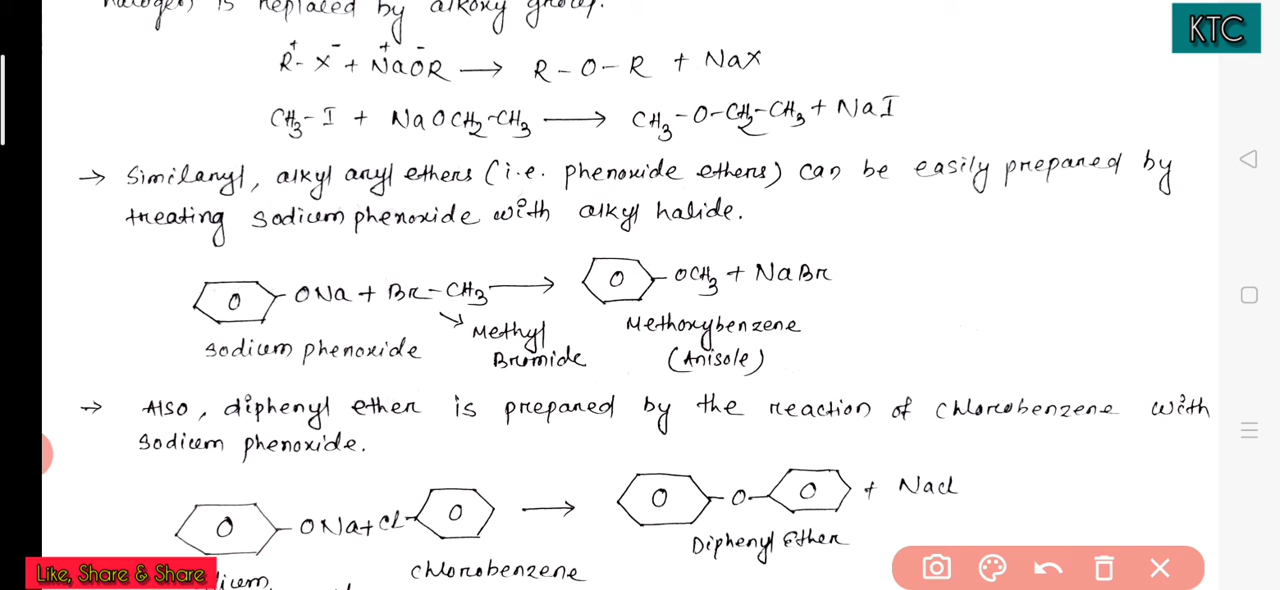 halogen is replaced by alkoxy group.
KTC
R⁺-X⁻ + Na⁺OR⁻ → R-O-R + NaX
CH₃-I + NaOCH₂-CH₃ → CH₃-O-CH₂-CH₃ + NaI
→ Similarly, alkyl aryl ethers (i.e. phenoxide ethers) can be easily prepared by
treating sodium phenoxide with alkyl halide.
ONa + Br-CH₃ → OCH₃ + NaBr
sodium phenoxide
Methyl
Bromide
Methoxybenzene
(Anisole)
→ Also, diphenyl ether is prepared by the reaction of chlorobenzene with
sodium phenoxide.
ONa + Cl → O + NaCl
Diphenyl Ether
chlorobenzene
Like, Share & Share